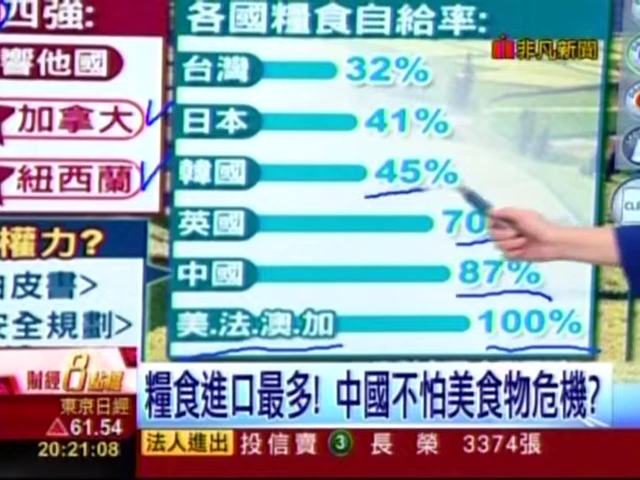 四強:
響他國
加拿大
紐西蘭
權力?
白皮書>
安全規劃>
各國糧食自給率:
非凡新聞
台灣 32%
日本 41%
韓國 45%
英國 70
中國 87%
美.法.澳.加 100%
財經8點檔
糧食進口最多! 中國不怕美食物危機?
東京日經
△61.54
20:21:08
法人進出 投信賣 3 長 榮 3374張